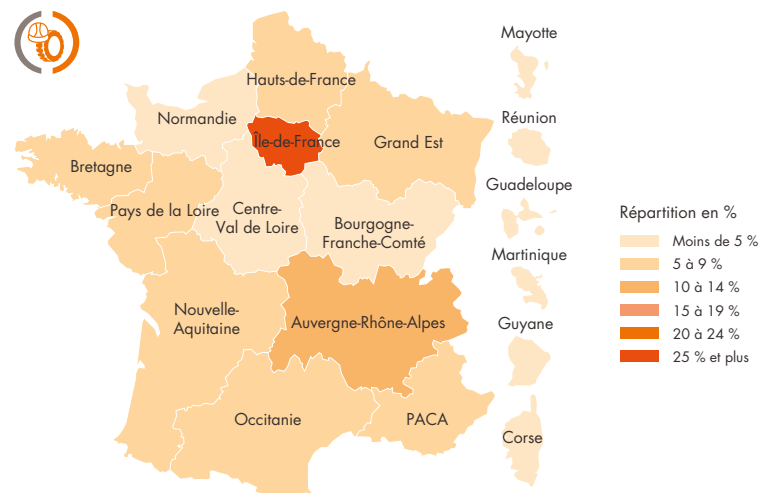 Mayotte
Hauts-de-France
Normandie
Réunion
Île-de-France
Grand Est
Bretagne
Guadeloupe
Pays de la Loire
Centre-
Val de Loire
Bourgogne-
Franche-Comté
Répartition en %
Moins de 5 %
5 à 9 %
10 à 14 %
15 à 19 %
20 à 24 %
25 % et plus
Martinique
Nouvelle-
Aquitaine
Auvergne-Rhône-Alpes
Guyane
Occitanie
PACA
Corse